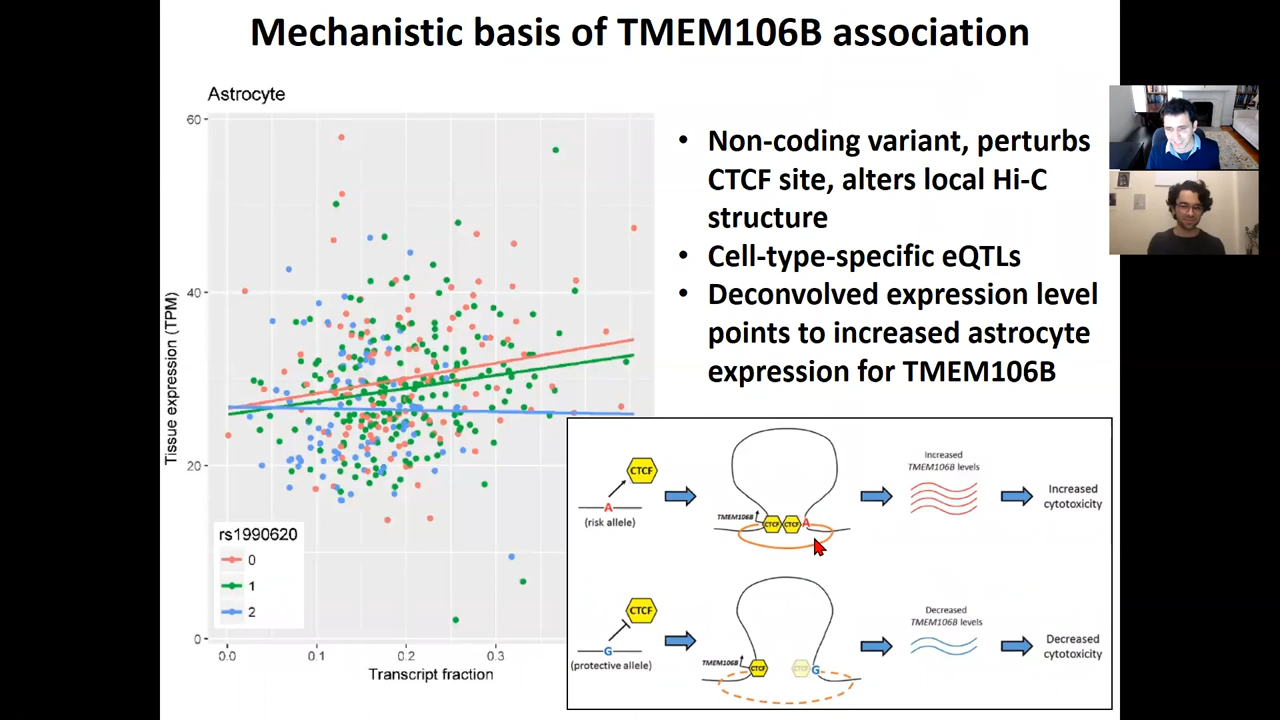 Mechanistic basis of TMEM106B association
Astrocyte
60
40
20
0
Tissue expression (TPM)
0.0
0.1
0.2
0.3
Transcript fraction
rs1990620
0
1
2
• Non-coding variant, perturbs
CTCF site, alters local Hi-C
structure
• Cell-type-specific eQTLs
• Deconvolved expression level
points to increased astrocyte
expression for TMEM106B
CTCF
A
(risk allele)
TMEM106B
CTCF
CTCF
A
Increased
TMEM106B levels
Increased
cytotoxicity
CTCF
G
(protective allele)
TMEM106B
CTCF
CTCF
G
Decreased
TMEM106B levels
Decreased
cytotoxicity